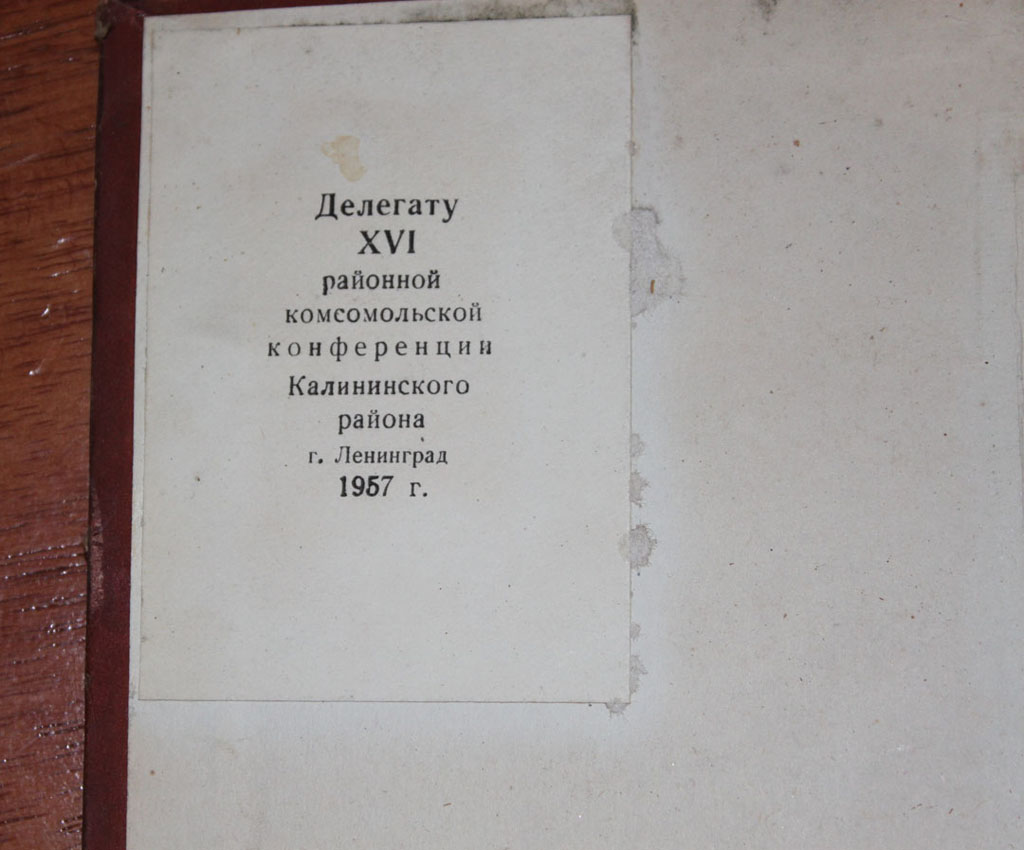 Делегату
XVI
районной
комсомольской
конференции
Калининского
района
г. Ленинград
1957 г.